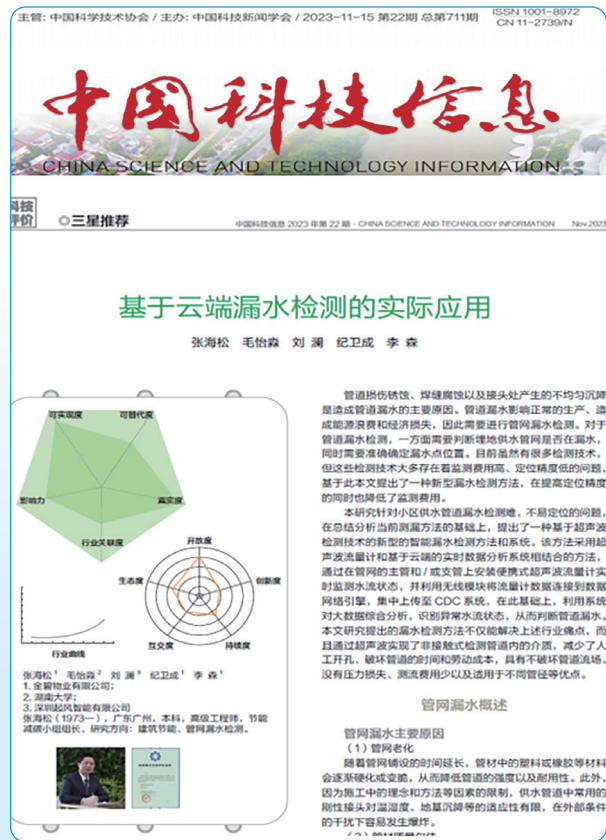 主管：中国科学技术协会 / 主办：中国科技新闻学会 / 2023-11-15 第22期 总第711期
ISSN 1001-8972
CN 11-2739/N
中国科技信息
CHINA SCIENCE AND TECHNOLOGY INFORMATION
科技
评价
◎三星推荐
中国科技信息 2023 年第 22 期 · CHINA SCIENCE AND TECHNOLOGY INFORMATION Nov.2023
基于云端漏水检测的实际应用
张海松 毛怡淼 刘 澜 纪卫成 李 森
可实现度
可替代度
影响力
真实度
行业关联度
行业曲线
开放度
生态度
创新度
互交度
持续度
张海松¹ 毛怡淼² 刘 澜³ 纪卫成¹ 李 森¹
1. 金碧物业有限公司；
2. 湖南大学；
3. 深圳起风智能有限公司
张海松（1973—），广东广州，本科，高级工程师，节能
减碳小组组长，研究方向：建筑节能、管网漏水检测。
管道损伤锈蚀、焊缝腐蚀以及接头处产生的不均匀沉降
是造成管道漏水的主要原因。管道漏水影响正常的生产、造
成能源浪费和经济损失，因此需要进行管网漏水检测。对于
管道漏水检测，一方面需要判断埋地供水管网是否在漏水，
同时需要准确确定漏水点位置。目前虽然有很多检测技术，
但这些检测技术大多存在着监测费用高、定位精度低的问题，
基于此本文提出了一种新型漏水检测方法，在提高定位精度
的同时也降低了监测费用。
本研究针对小区供水管道漏水检测难，不易定位的问题，
在总结分析当前测漏方法的基础上，提出了一种基于超声波
检测技术的新型的智能漏水检测方法和系统。该方法采用超
声波流量计和基于云端的实时数据分析系统相结合的方法，
通过在管网的主管和 / 或支管上安装便携式超声波流量计实
时监测水流状态，并利用无线模块将流量计数据连接到数据
网络引擎，集中上传至 CDC 系统，在此基础上，利用系统
对大数据综合分析，识别异常水流状态，从而判断管道漏水。
本文研究提出的漏水检测方法不仅能解决上述行业痛点，而
且通过超声波实现了非接触式检测管道内的介质，减少了人
工开孔、破坏管道的时间和劳动成本，具有不破坏管道流场、
没有压力损失、测流费用少以及适用于不同管径等优点。
管网漏水概述
管网漏水主要原因
（1）管网老化
随着管网铺设的时间延长，管材中的塑料或橡胶等材料
会逐渐硬化或变脆，从而降低管道的强度以及耐用性。此外，
因为施工中的理念和方法等因素的限制，供水管道中常用的
刚性接头对温湿度、地基沉降等的适应性有限，在外部条件
的干扰下容易发生爆炸。